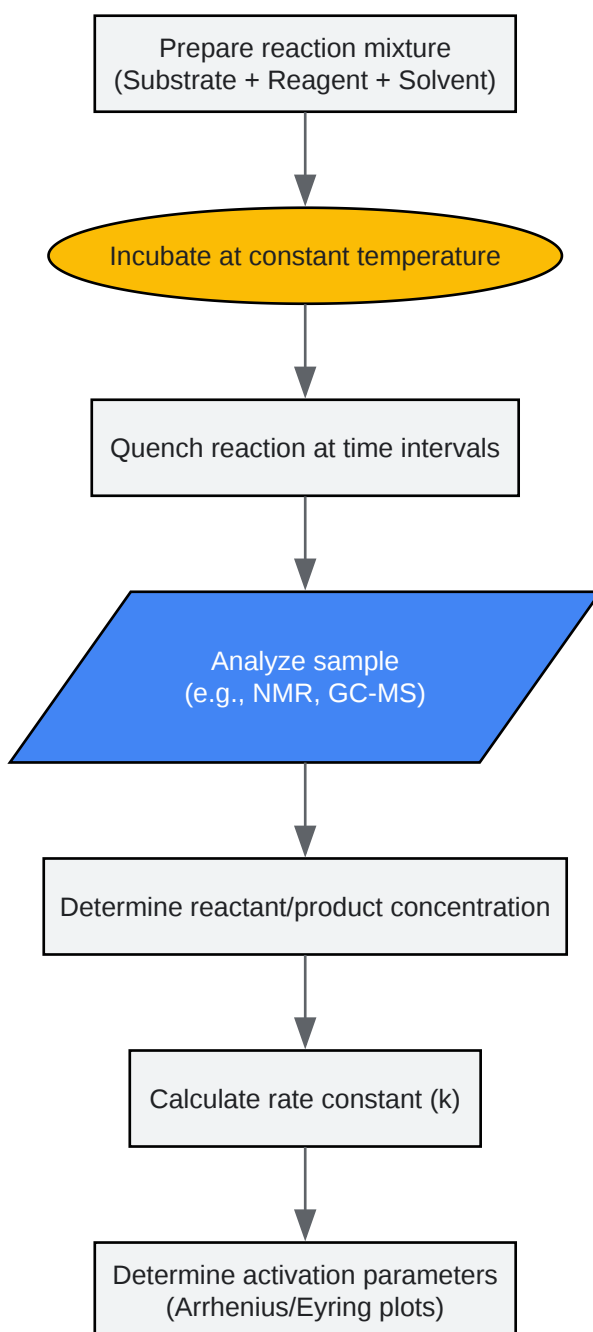 Prepare reaction mixture
(Substrate + Reagent + Solvent)
Incubate at constant temperature
Quench reaction at time intervals
Analyze sample
(e.g., NMR, GC-MS)
Determine reactant/product concentration
Calculate rate constant (k)
Determine activation parameters
(Arrhenius/Eyring plots)